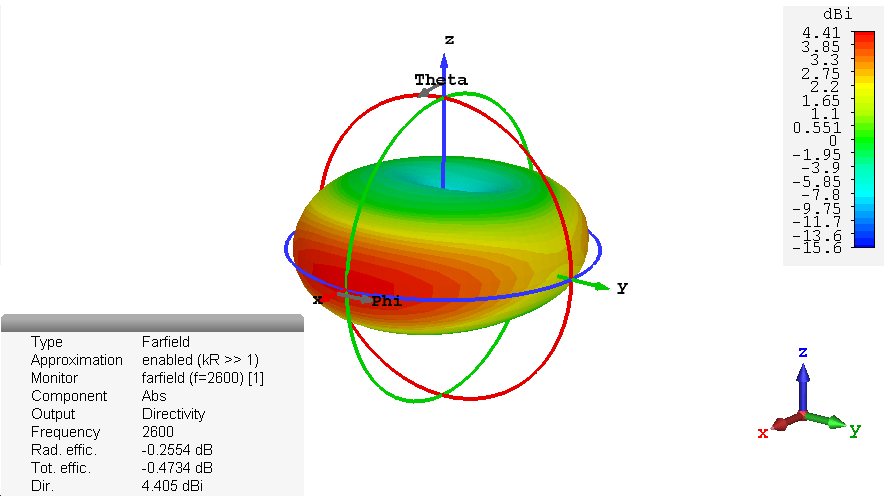 dBi
4.41
3.85
3.3
2.75
2.2
1.65
1.1
0.551
0
-1.95
-3.9
-5.85
-7.8
-9.75
-11.7
-13.6
-15.6
z
Theta
y
x
Phi
Type Farfield
Approximation enabled (kR >> 1)
Monitor farfield (f=2600) [1]
Component Abs
Output Directivity
Frequency 2600
Rad. effic. -0.2554 dB
Tot. effic. -0.4734 dB
Dir. 4.405 dBi
z
x
y